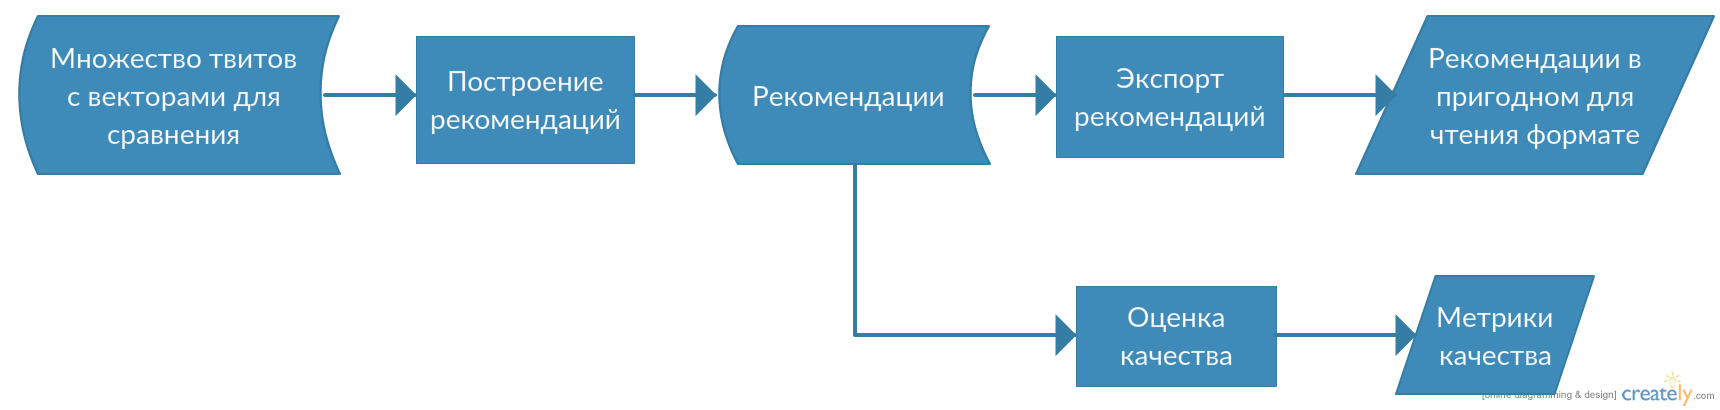 Множество твитов
с векторами для
сравнения
Построение
рекомендаций
Рекомендации
Экспорт
рекомендаций
Рекомендации в
пригодном для
чтения формате
Оценка
качества
Метрики
качества
[online diagramming & design]
creately.com